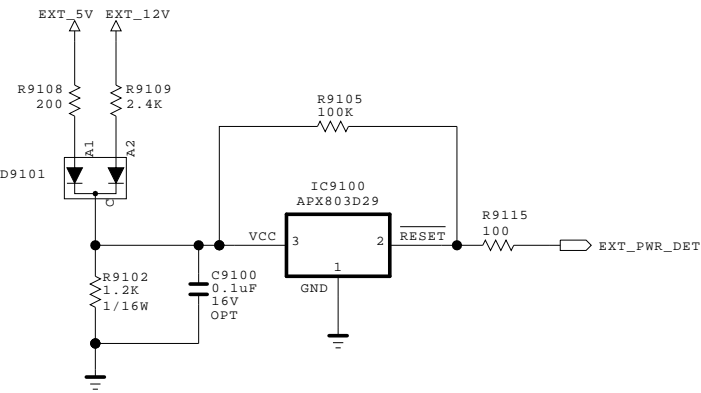 EXT_5V EXT_12V
R9108
200
R9109
2.4K
A1
A2
D9101
C
R9105
100K
IC9100
APX803D29
VCC
3
2
RESET
1
GND
R9115
100
EXT_PWR_DET
R9102
1.2K
1/16W
C9100
0.1uF
16V
OPT